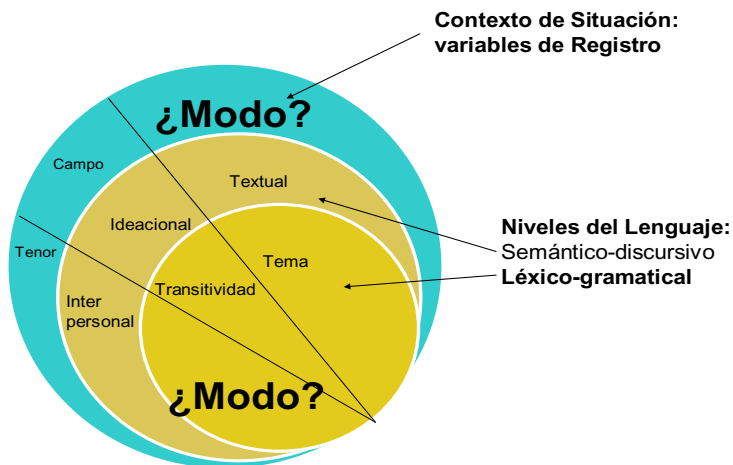 Contexto de Situación:
variables de Registro
¿Modo?
Campo
Textual
Ideacional
Niveles del Lenguaje:
Semántico-discursivo
Léxico-gramatical
Tenor
Tema
Transitividad
Inter
personal
¿Modo?